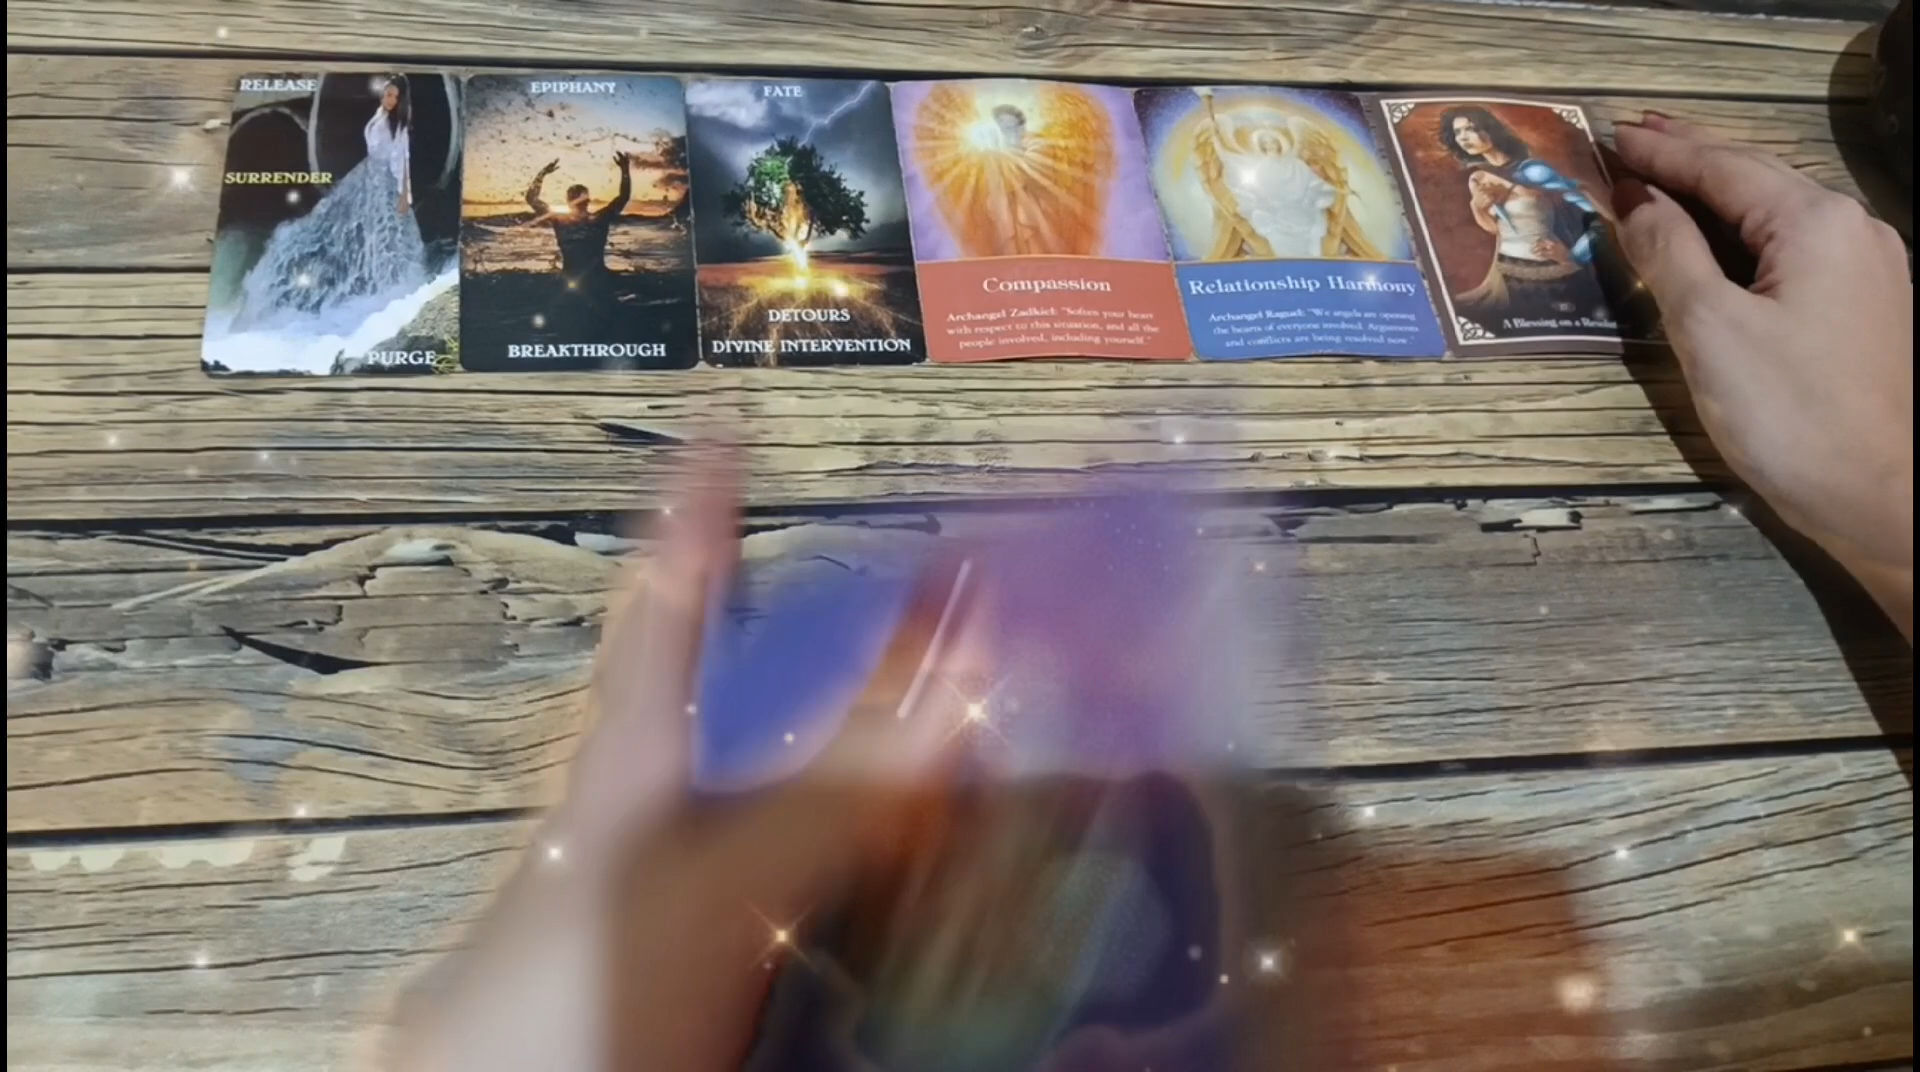 RELEASE
SURRENDER
PURGE
EPIPHANY
BREAKTHROUGH
FATE
DETOURS
DIVINE INTERVENTION
Compassion
Archangel Zadkiel: "Soften your heart
with respect to this situation, and all the
people involved, including yourself."
Relationship Harmony
Archangel Raguel: "We angels are opening
the hearts of everyone involved. Arguments
and conflicts are being resolved now."
A Blessing on a